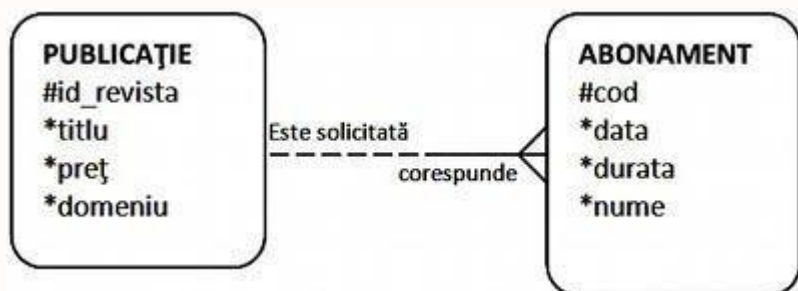 PUBLICAŢIE
#id_revista
*titlu
*preţ
*domeniu
Este solicitată
corespunde
ABONAMENT
#cod
*data
*durata
*nume